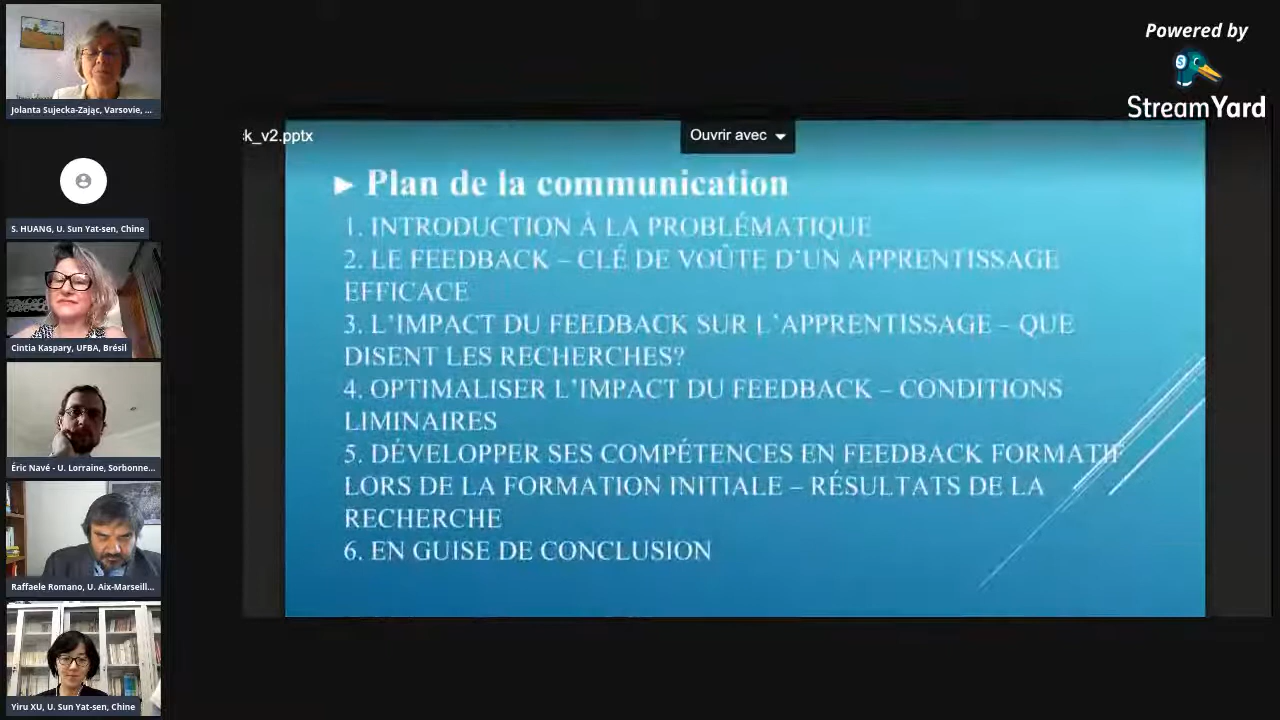 Jolanta Sujecka-Zając, Varsovie, ...
S. HUANG, U. Sun Yat-sen, Chine
Cintia Kaspary, UFBA, Brésil
Éric Navé - U. Lorraine, Sorbonne...
Raffaele Romano, U. Aix-Marseill...
Yiru XU, U. Sun Yat-sen, Chine
k_v2.pptx
Ouvrir avec
Plan de la communication
1. INTRODUCTION À LA PROBLÉMATIQUE
2. LE FEEDBACK – CLÉ DE VOÛTE D'UN APPRENTISSAGE
EFFICACE
3. L'IMPACT DU FEEDBACK SUR L'APPRENTISSAGE – QUE
DISENT LES RECHERCHES?
4. OPTIMALISER L'IMPACT DU FEEDBACK – CONDITIONS
LIMINAIRES
5. DÉVELOPPER SES COMPÉTENCES EN FEEDBACK FORMATIF
LORS DE LA FORMATION INITIALE – RÉSULTATS DE LA
RECHERCHE
6. EN GUISE DE CONCLUSION
Powered by
StreamYard